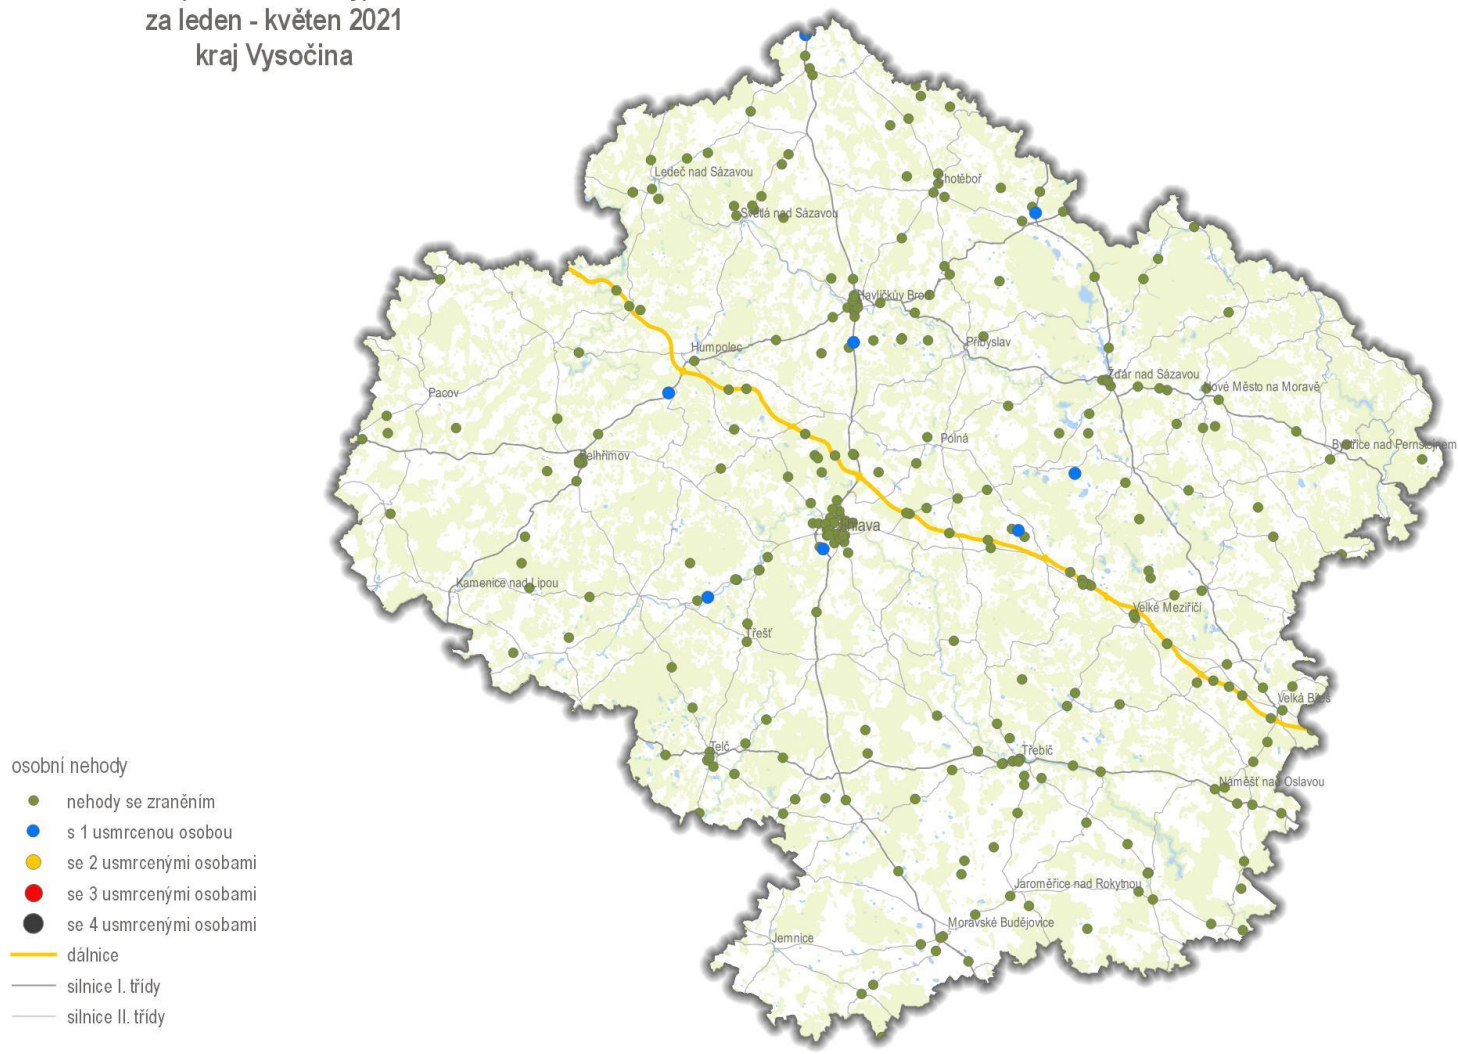 za leden - květen 2021
kraj Vysočina
Ledeč nad Sázavou
Chotěboř
Světlá nad Sázavou
Havlíčkův Brod
Přibyslav
Humpolec
Žďár nad Sázavou
Nové Město na Moravě
Pacov
Polná
Bystřice nad Pernštejnem
Pelhřimov
Jihlava
Kamenice nad Lipou
Velké Meziříčí
Třešť
Velká Bíteš
Telč
Třebíč
Náměšť nad Oslavou
Jaroměřice nad Rokytnou
Moravské Budějovice
Jemnice
osobní nehody
nehody se zraněním
s 1 usmrcenou osobou
se 2 usmrcenými osobami
se 3 usmrcenými osobami
se 4 usmrcenými osobami
dálnice
silnice I. třídy
silnice II. třídy